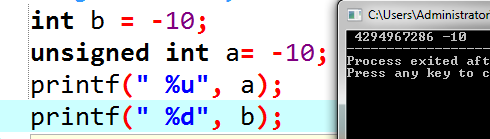 int b = -10;
unsigned int a= -10;
printf(" %u", a);
printf(" %d", b);
C:\Users\Administrator
4294967286 -10
Process exited aft
Press any key to c